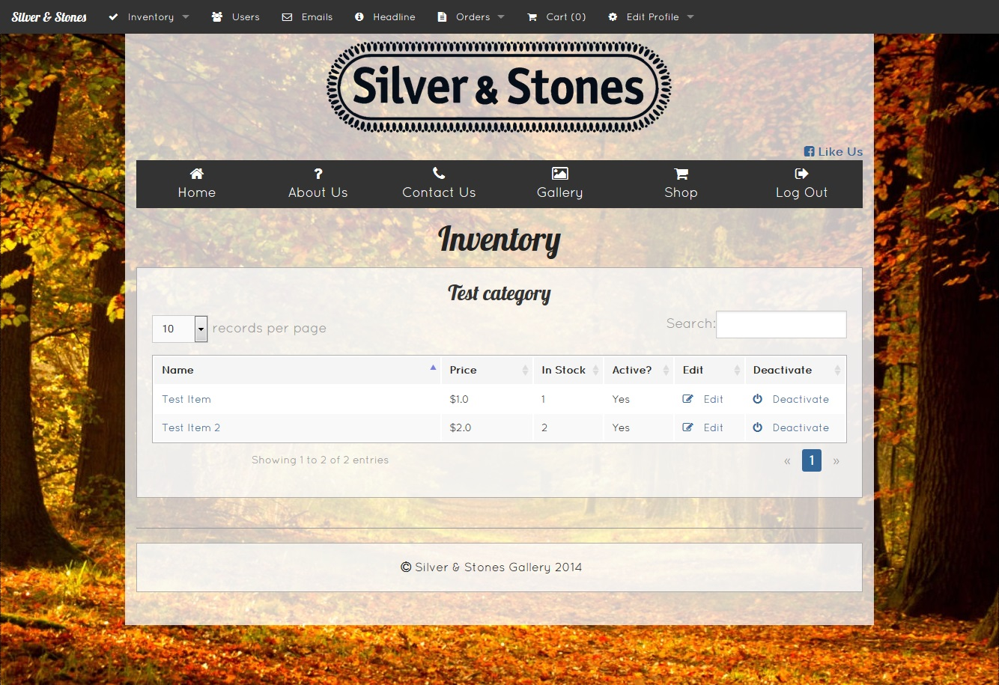 Silver & Stones Inventory Users Emails Headline Orders Cart (0) Edit Profile
Silver & Stones
Like Us
Home About Us Contact Us Gallery Shop Log Out
Inventory
Test category
10 records per page Search:
Name Price In Stock Active? Edit Deactivate
Test Item $1.0 1 Yes Edit Deactivate
Test Item 2 $2.0 2 Yes Edit Deactivate
Showing 1 to 2 of 2 entries « 1 »
© Silver & Stones Gallery 2014